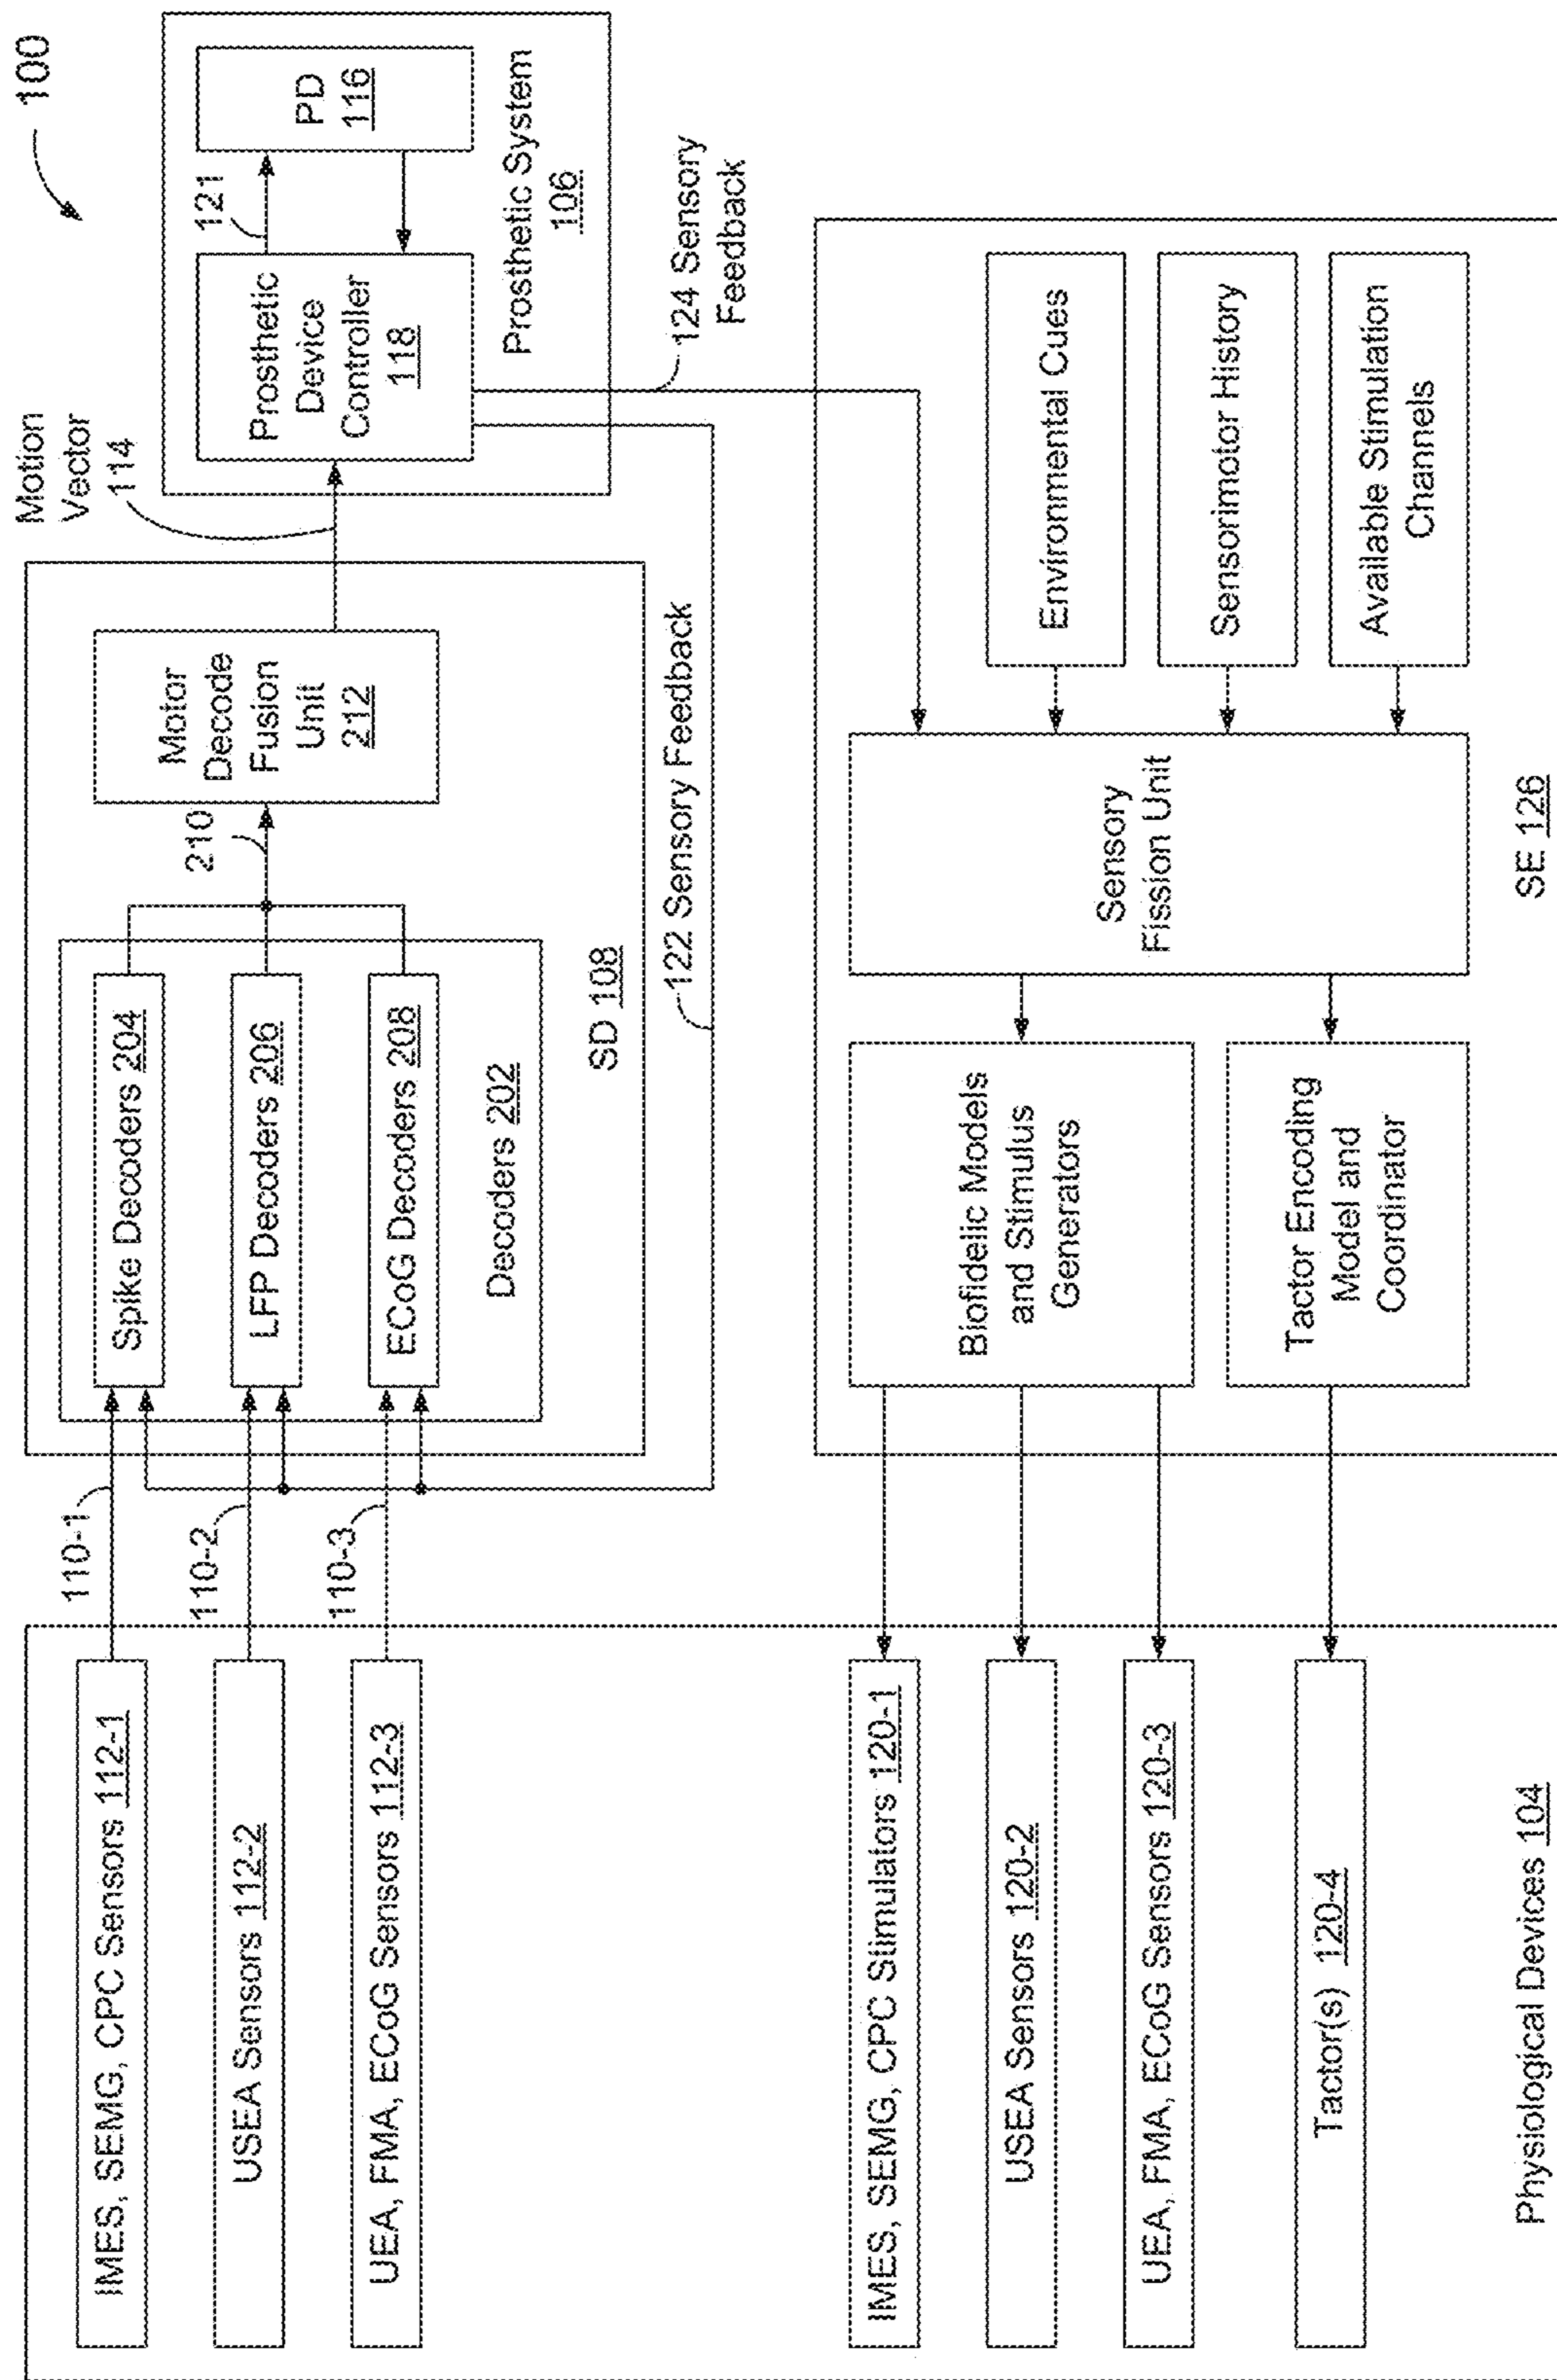 100
Motion
Vector
114
121
PD
116
Prosthetic
Device
Controller
118
Prosthetic System
106
Motor
Decode
Fusion
Unit
212
210
Spike Decoders 204
LFP Decoders 206
ECoG Decoders 208
Decoders 202
SD 108
110-1
110-2
110-3
122 Sensory Feedback
124 Sensory
Feedback
IMES, SEMG, CPC Sensors 112-1
USEA Sensors 112-2
UEA, FMA, ECoG Sensors 112-3
IMES, SEMG, CPC Stimulators 120-1
USEA Sensors 120-2
UEA, FMA, ECoG Sensors 120-3
Tactor(s) 120-4
Physiological Devices 104
Biofidelic Models
and Stimulus
Generators
Tactor Encoding
Model and
Coordinator
Sensory
Fission Unit
Environmental Cues
Sensorimotor History
Available Stimulation
Channels
SE 126